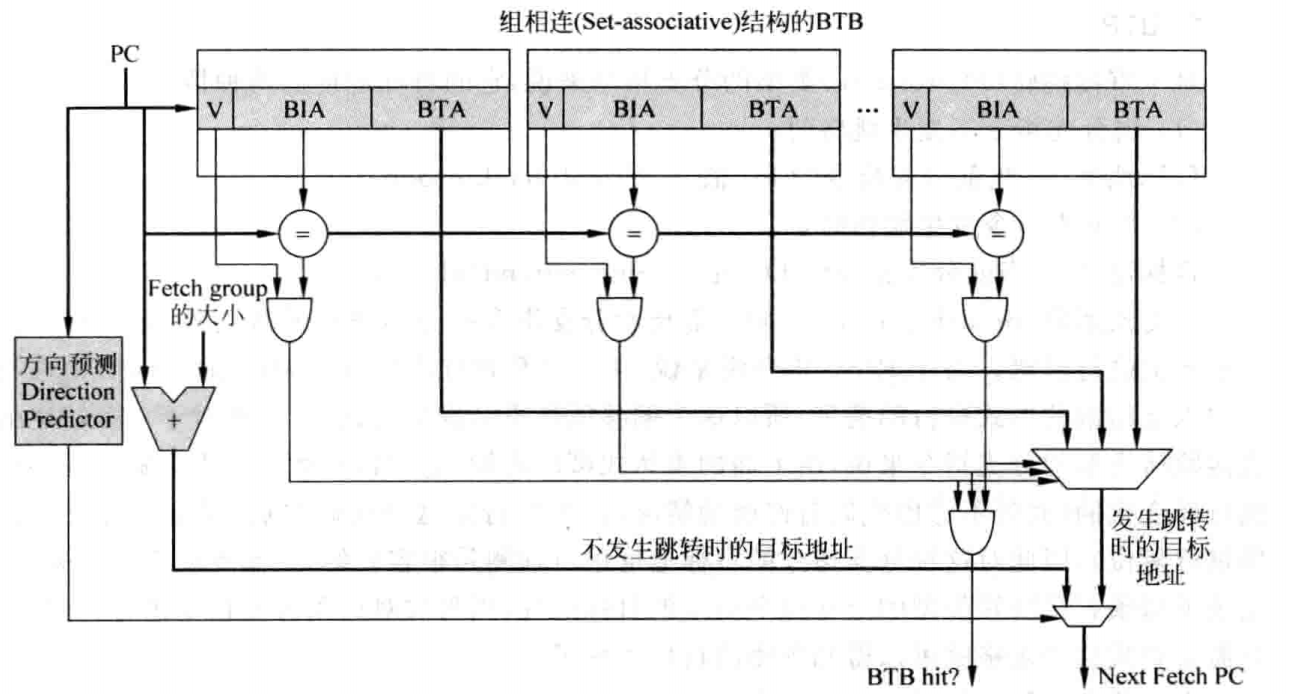 组相连(Set-associative)结构的BTB
PC
V BIA BTA
V BIA BTA
...
V BIA BTA
=
=
=
Fetch group
的大小
方向预测
Direction
Predictor
+
不发生跳转时的目标地址
发生跳转
时的目标
地址
BTB hit?
Next Fetch PC